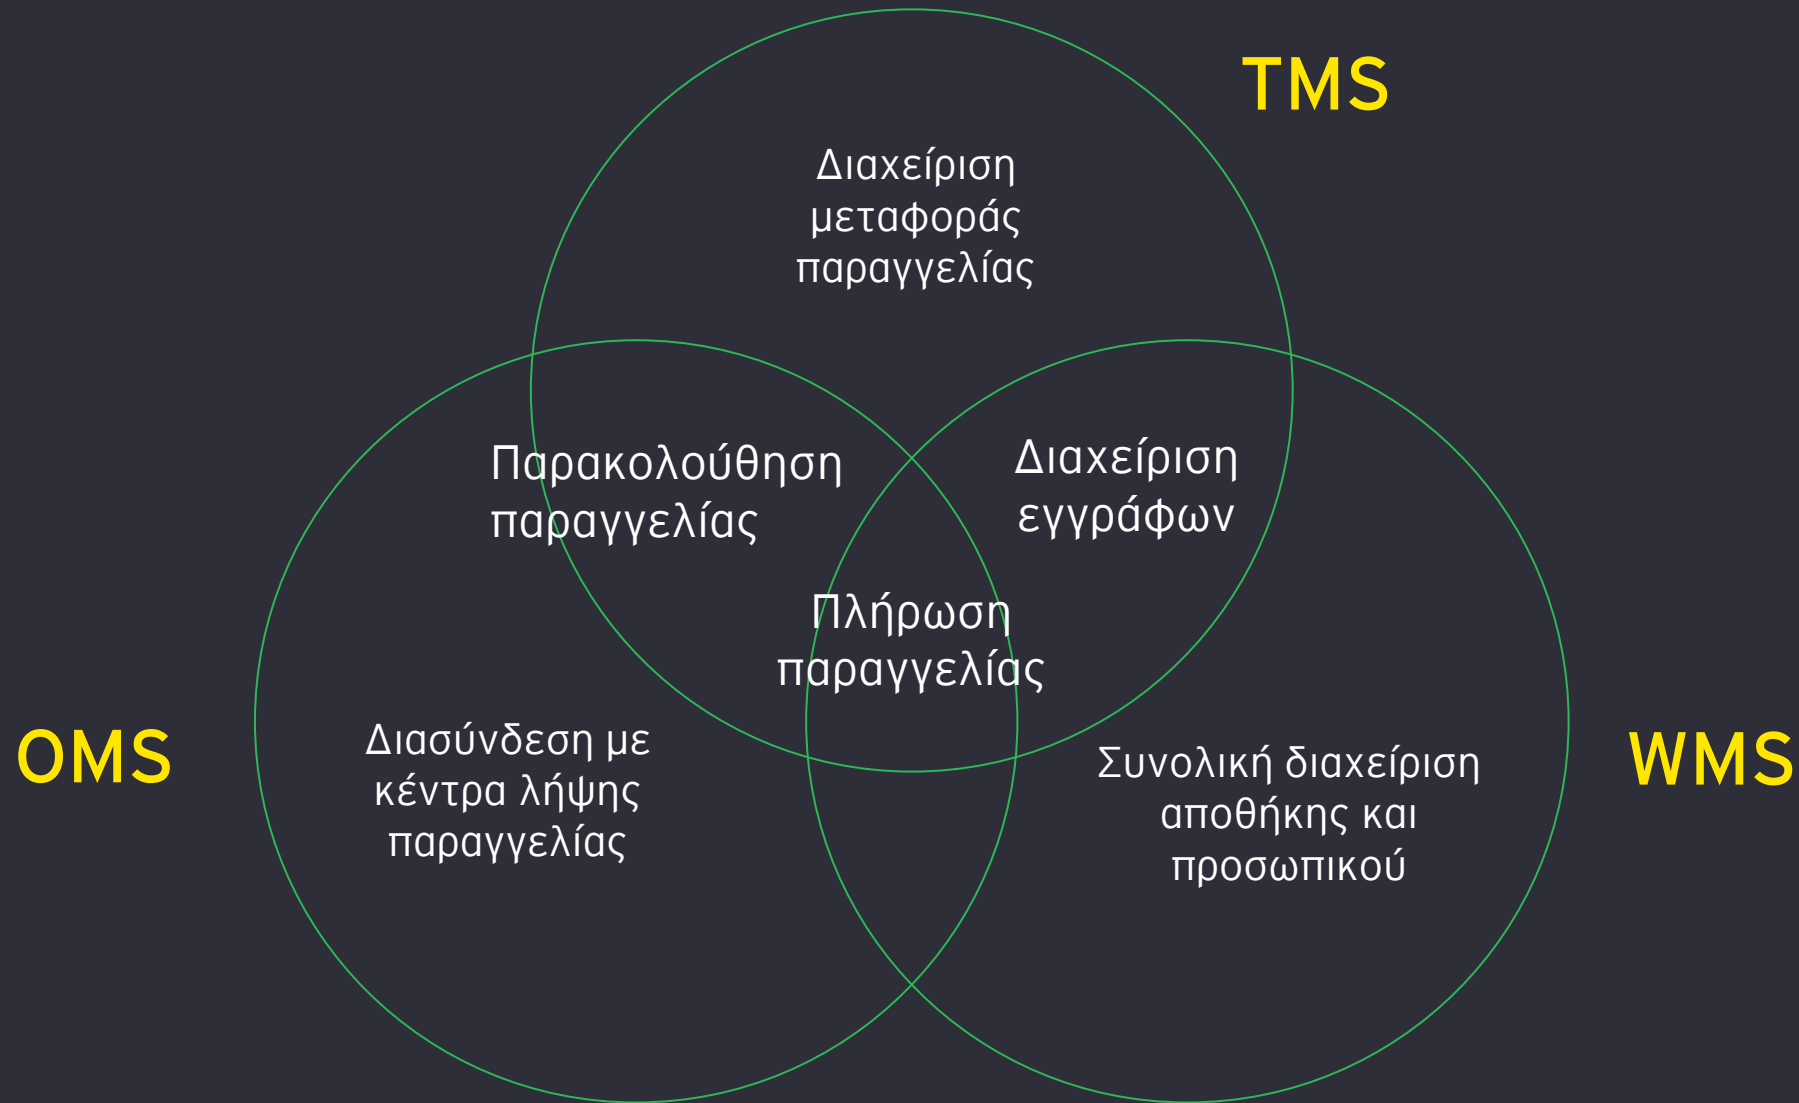 TMS
Διαχείριση
μεταφοράς
παραγγελίας
Παρακολούθηση
παραγγελίας
Διαχείριση
εγγράφων
Πλήρωση
παραγγελίας
OMS
Διασύνδεση με
κέντρα λήψης
παραγγελίας
Συνολική διαχείριση
αποθήκης και
προσωπικού
WMS